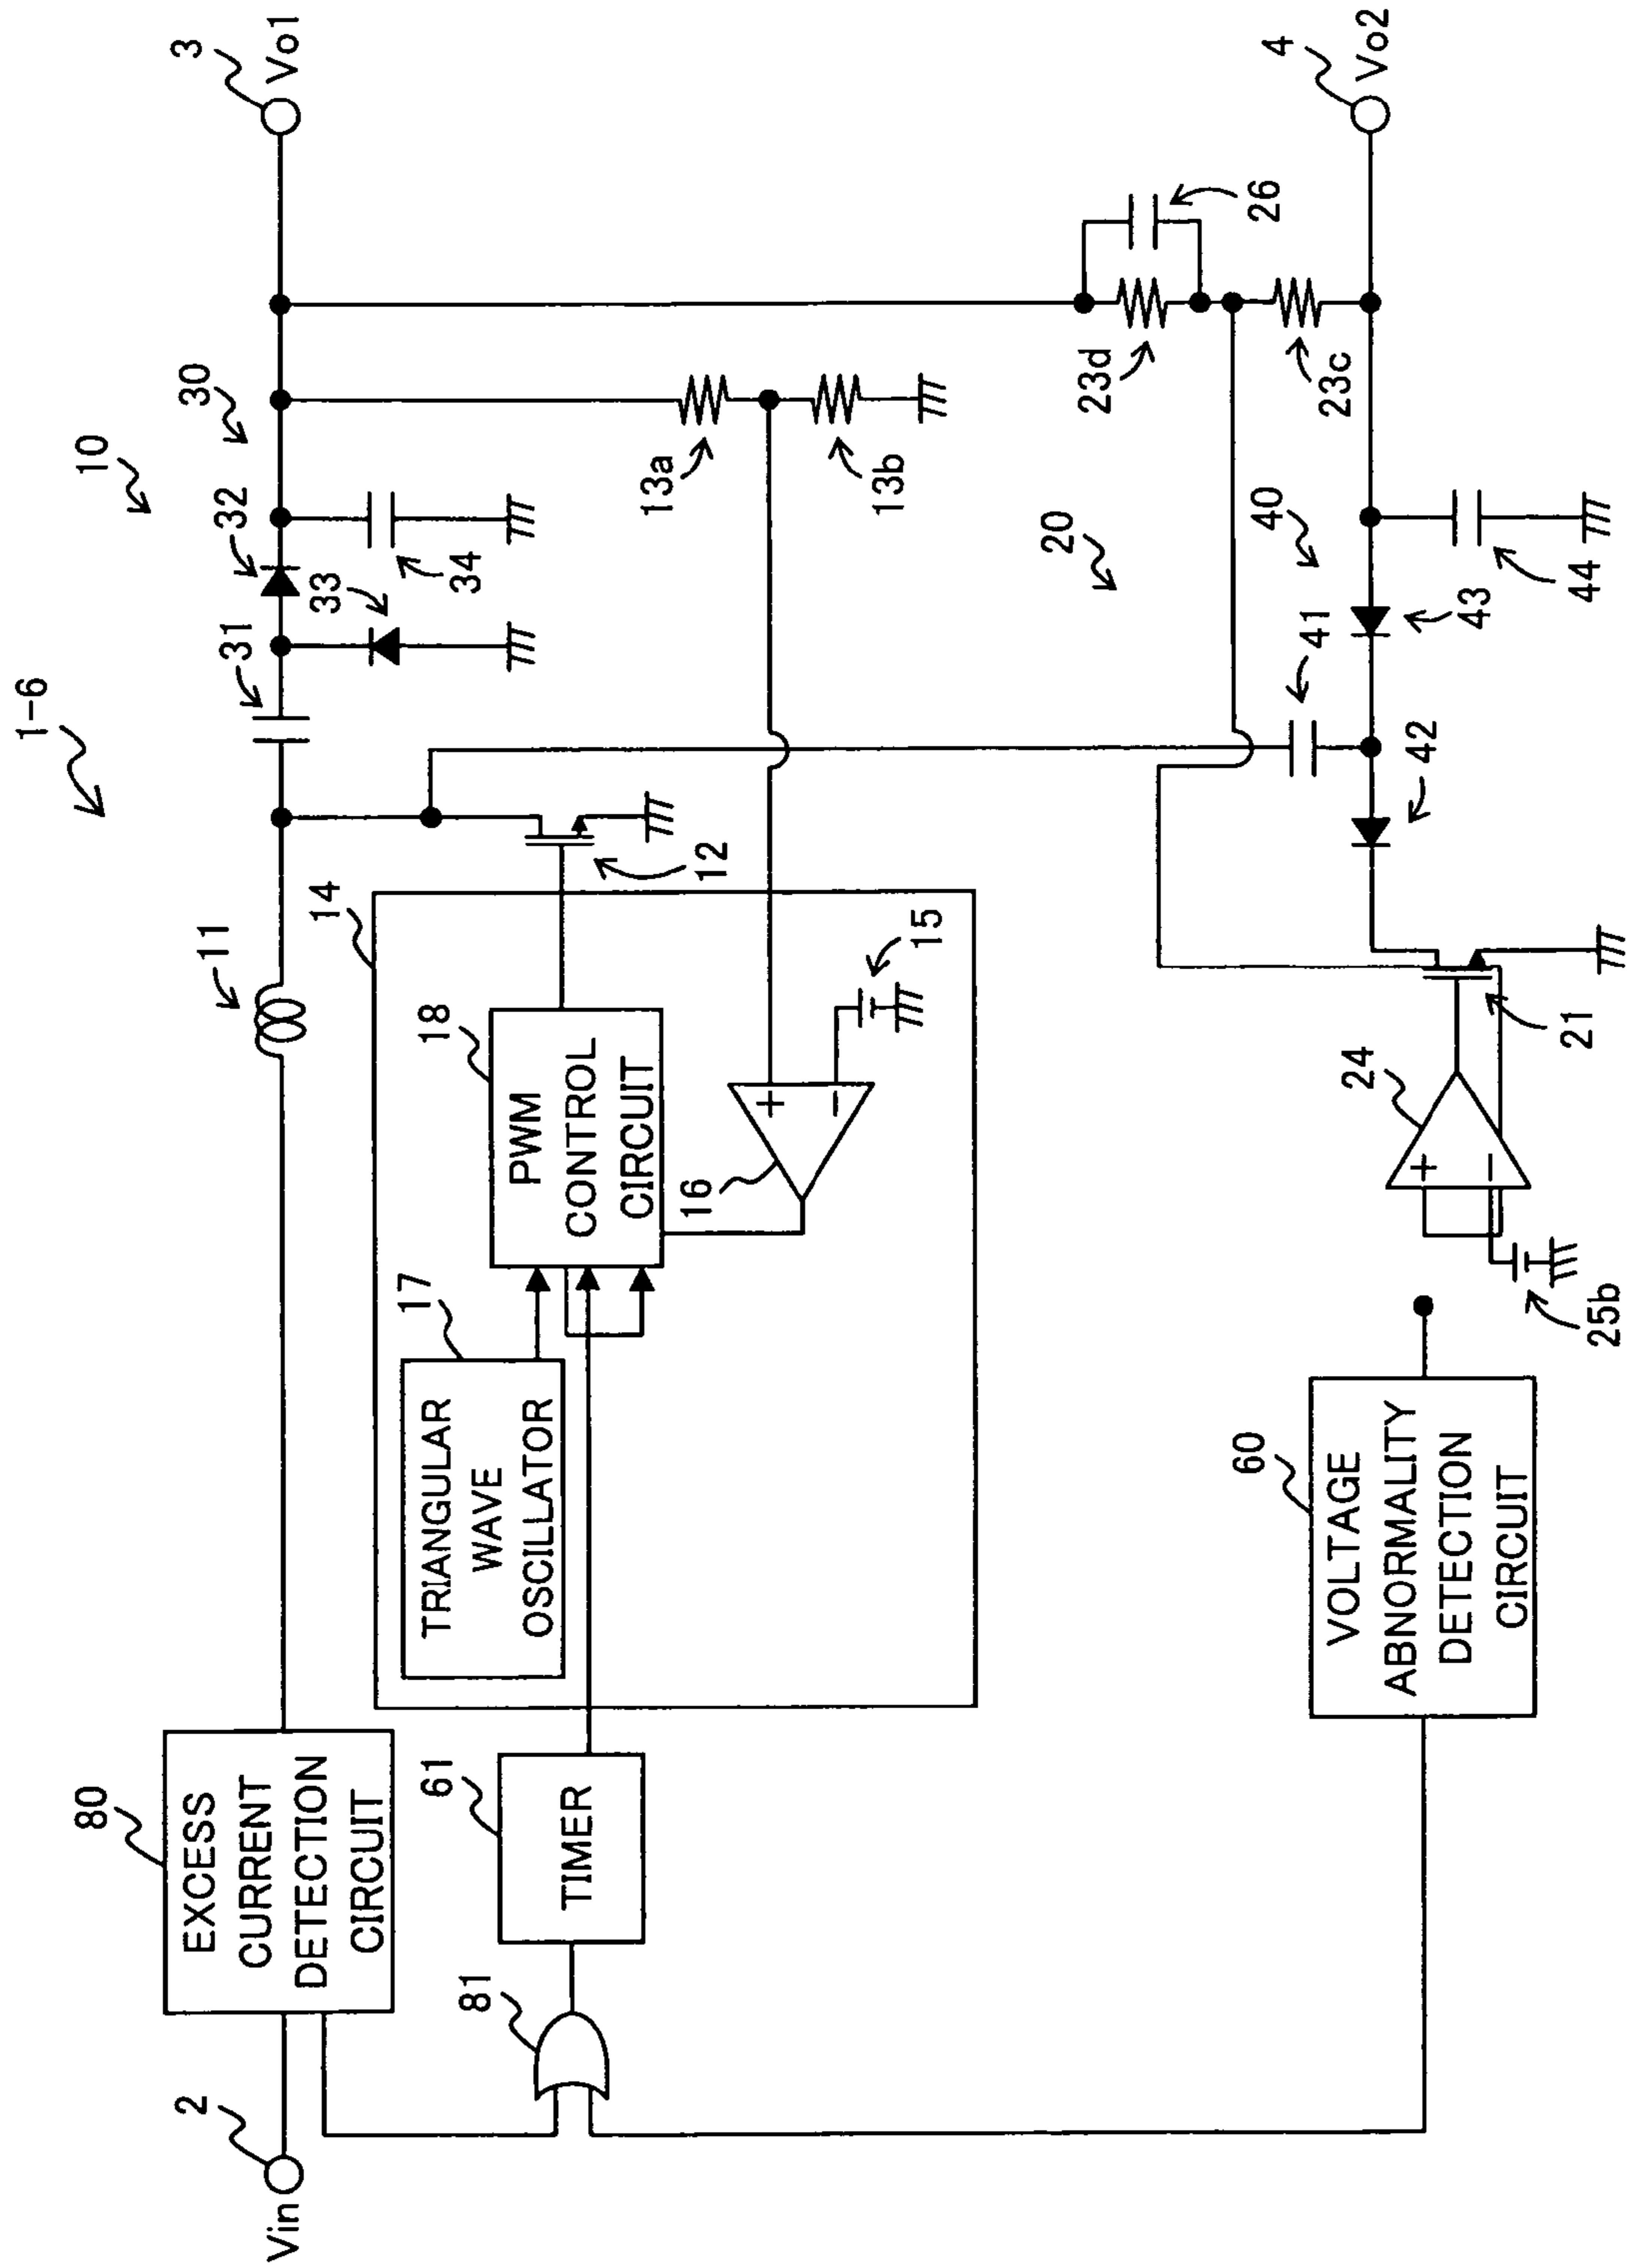 1-6
10
20
Vin
2
80
EXCESS
CURRENT
DETECTION
CIRCUIT
81
61
TIMER
14
17
TRIANGULAR
WAVE
OSCILLATOR
18
PWM
CONTROL
CIRCUIT
16
+
−
15
11
12
31
32
33
34
30
13a
13b
3
Vo1
60
VOLTAGE
ABNORMALITY
DETECTION
CIRCUIT
25b
24
+
−
21
42
41
43
40
44
23d
23c
26
4
Vo2